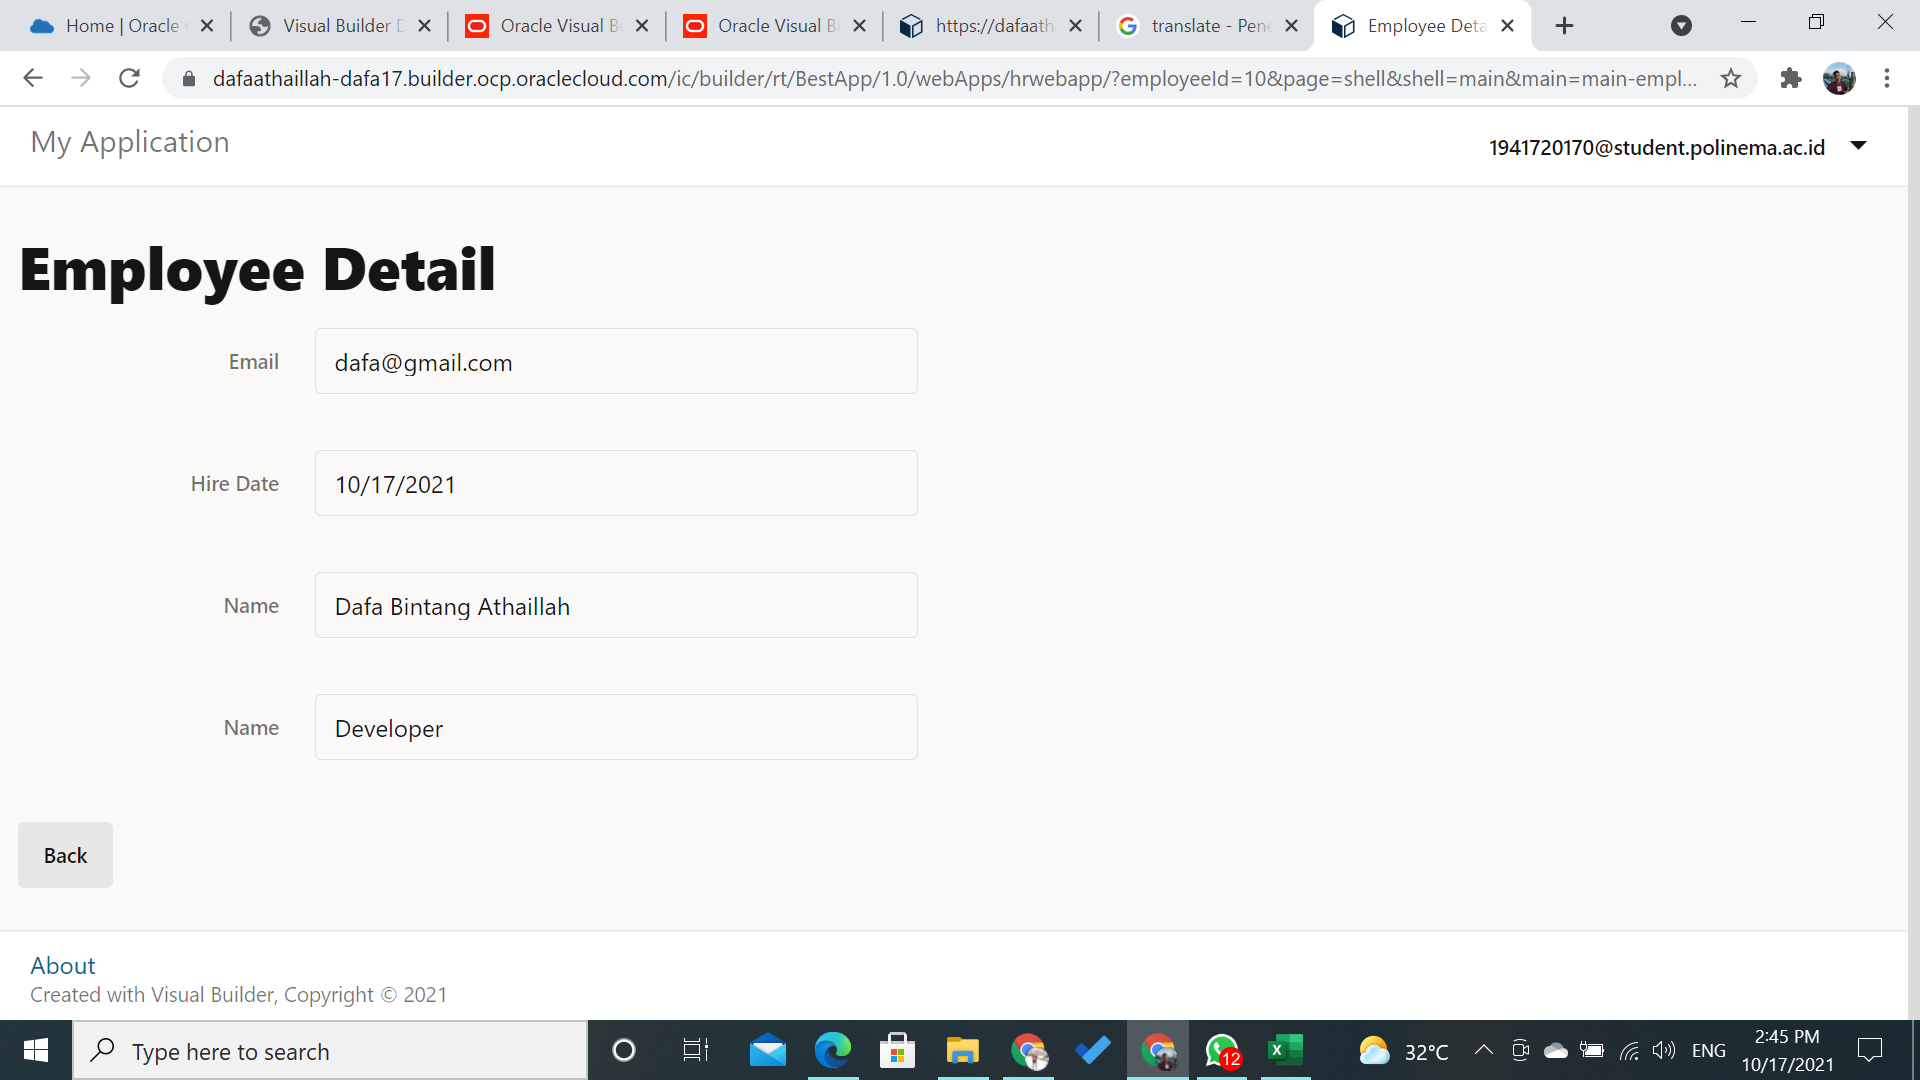 Home | Oracle
Visual Builder D
Oracle Visual B
Oracle Visual B
https://dafaath
translate - Pene
Employee Deta
dafaathaillah-dafa17.builder.ocp.oraclecloud.com/ic/builder/rt/BestApp/1.0/webApps/hrwebapp/?employeeId=10&page=shell&shell=main&main=main-empl...
My Application
1941720170@student.polinema.ac.id
Employee Detail
Email
dafa@gmail.com
Hire Date
10/17/2021
Name
Dafa Bintang Athaillah
Name
Developer
Back
About
Created with Visual Builder, Copyright © 2021
Type here to search
12
32°C
ENG
2:45 PM
10/17/2021